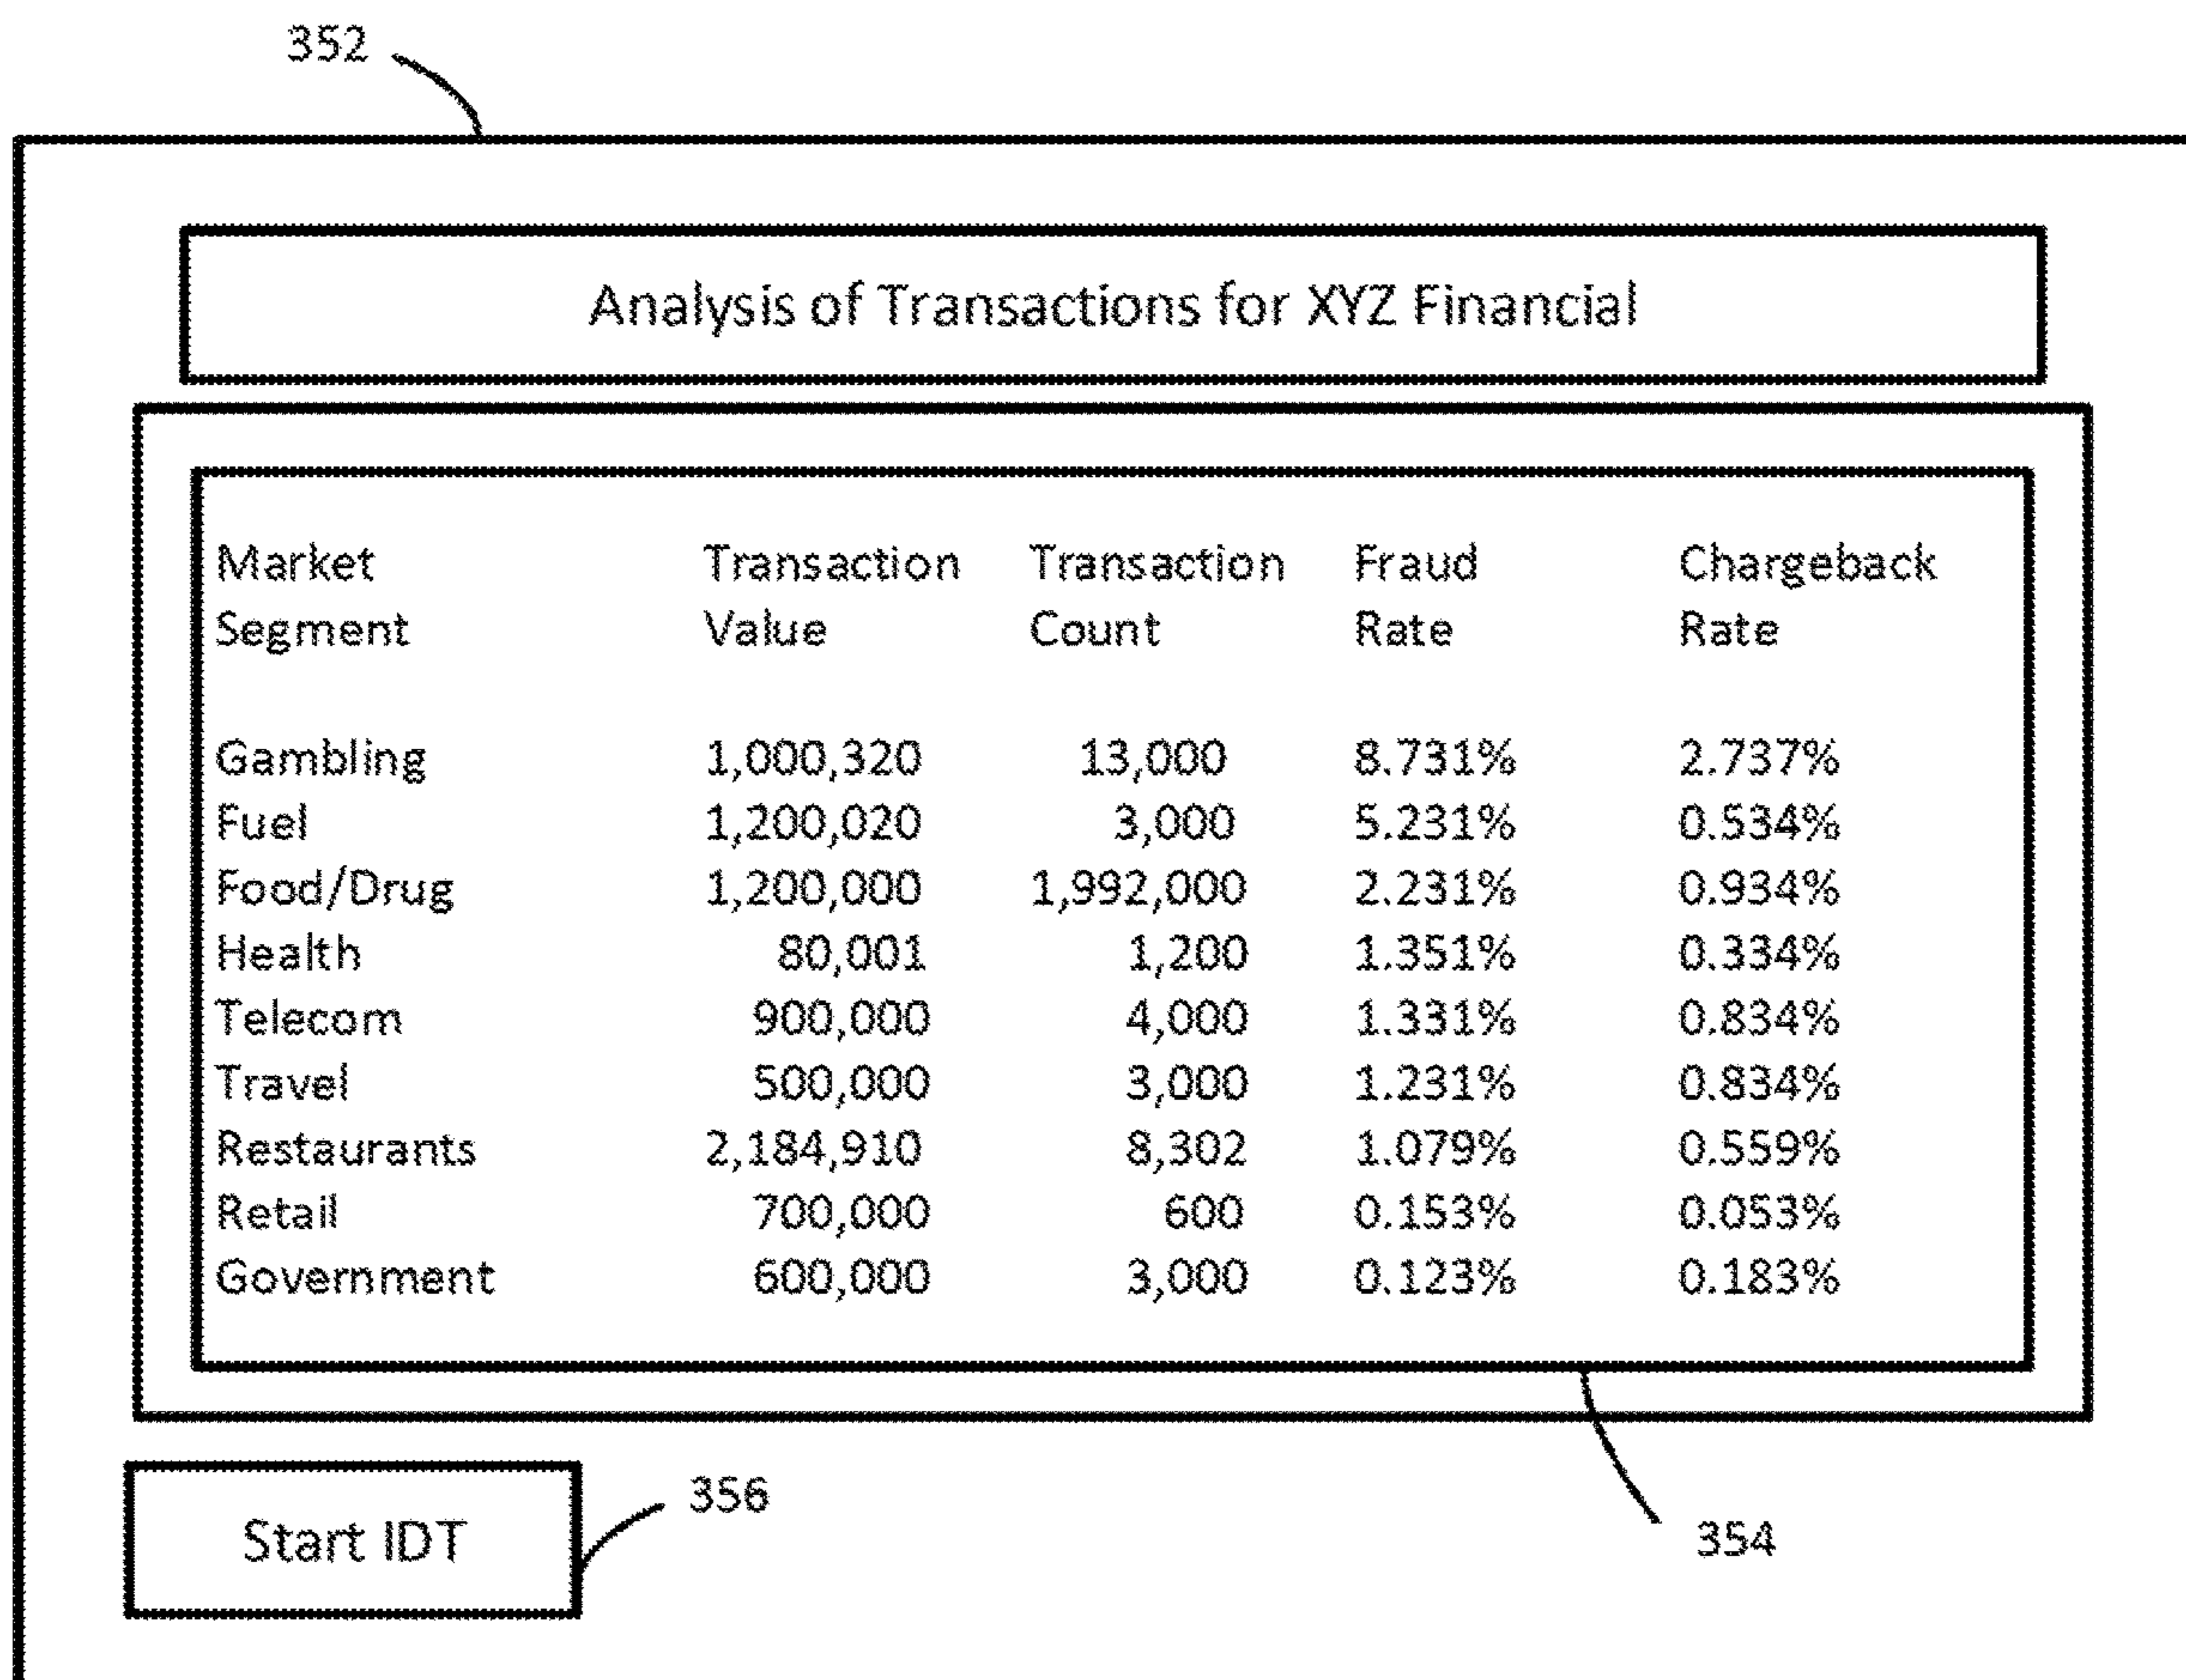 352
Analysis of Transactions for XYZ Financial
Market Transaction Transaction Fraud Chargeback
Segment Value Count Rate Rate
Gambling 1,000,320 13,000 8.731% 2.737%
Fuel 1,200,020 3,000 5.231% 0.534%
Food/Drug 1,200,000 1,992,000 2.231% 0.934%
Health 80,001 1,200 1.351% 0.334%
Telecom 900,000 4,000 1.331% 0.834%
Travel 500,000 3,000 1.231% 0.834%
Restaurants 2,184,910 8,302 1.079% 0.559%
Retail 700,000 600 0.153% 0.053%
Government 600,000 3,000 0.123% 0.183%
356
Start IDT
354